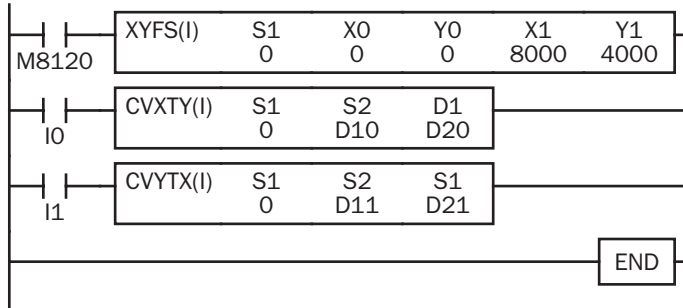 XYFS(I) S1 X0 Y0 X1 Y1
M8120 0 0 0 8000 4000
CVXTY(I) S1 S2 D1
I0 0 D10 D20
CVYTX(I) S1 S2 S1
I1 0 D11 D21
END